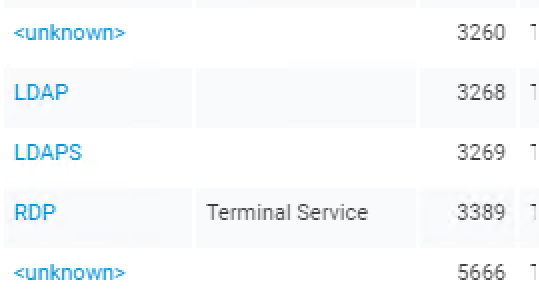 <unknown> 3260
LDAP 3268
LDAPS 3269
RDP Terminal Service 3389
<unknown> 5666